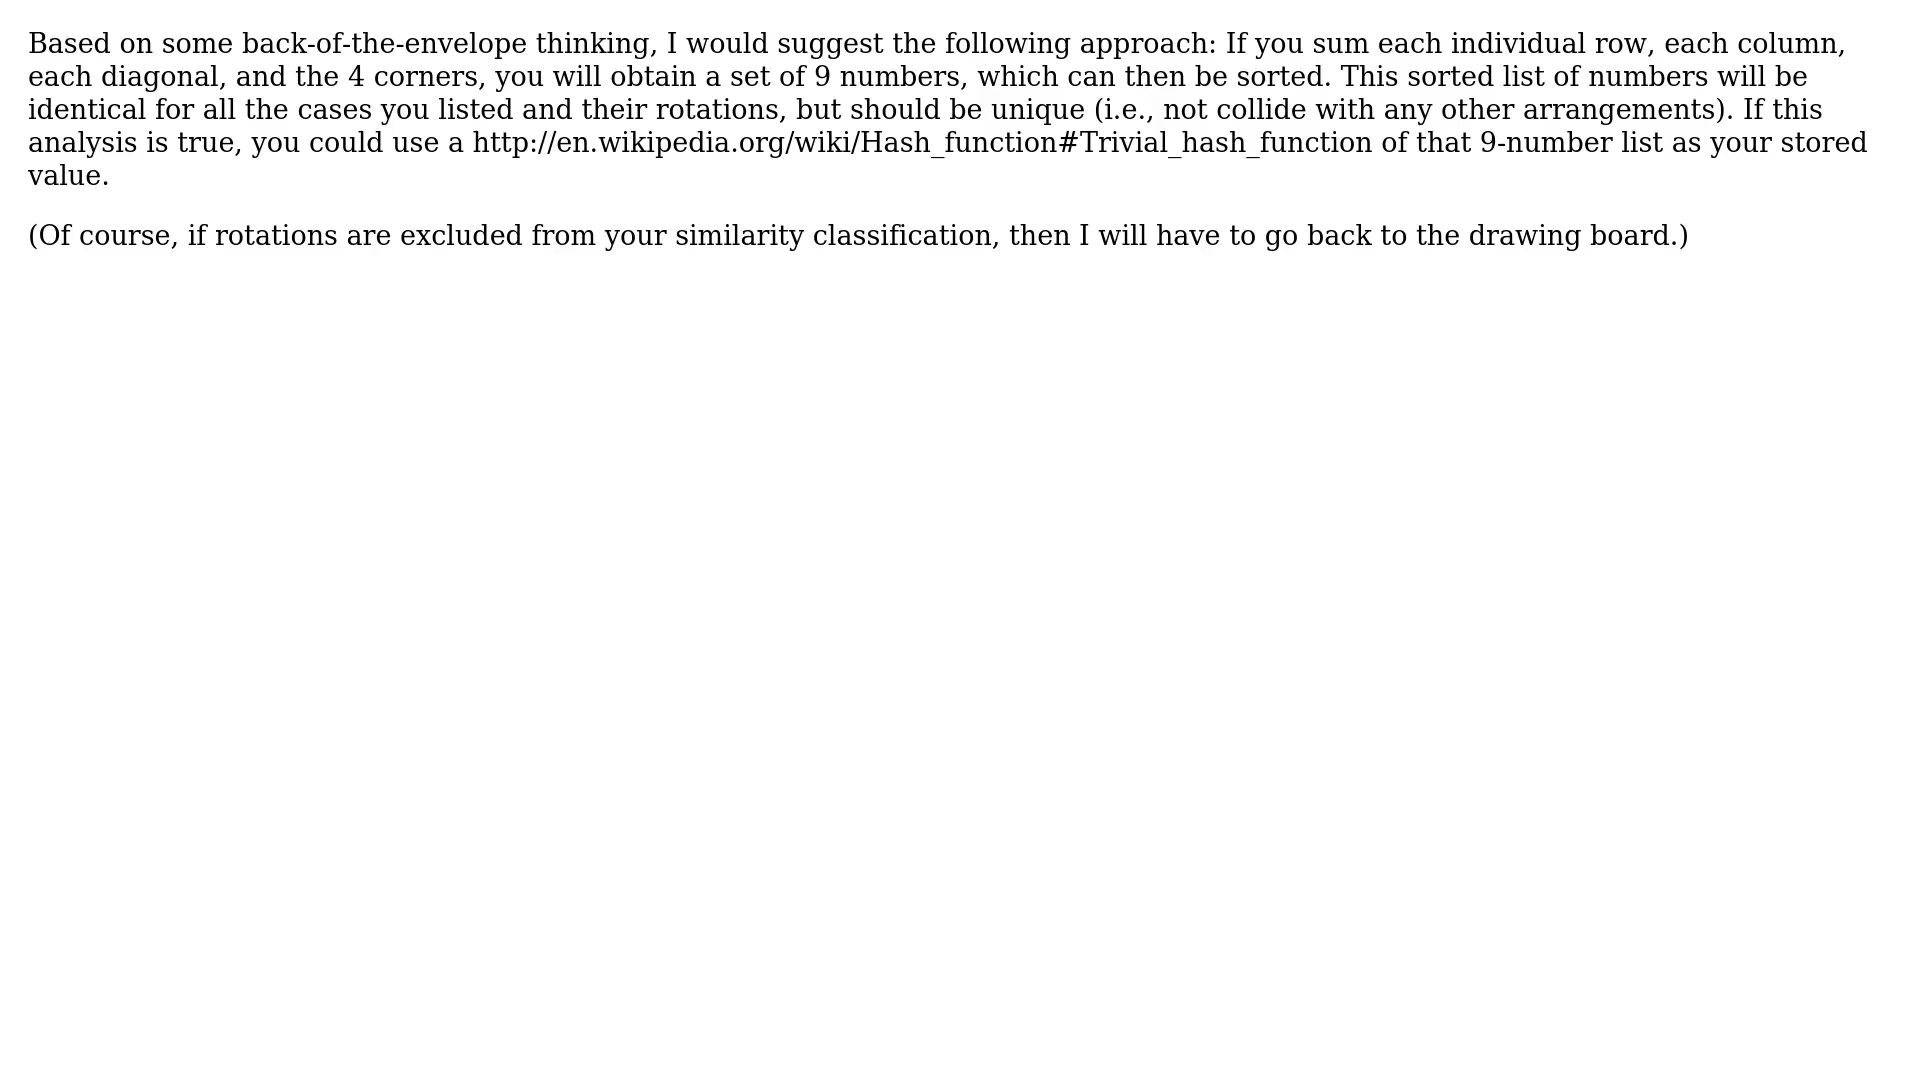 Based on some back-of-the-envelope thinking, I would suggest the following approach: If you sum each individual row, each column,
each diagonal, and the 4 corners, you will obtain a set of 9 numbers, which can then be sorted. This sorted list of numbers will be
identical for all the cases you listed and their rotations, but should be unique (i.e., not collide with any other arrangements). If this
analysis is true, you could use a http://en.wikipedia.org/wiki/Hash_function#Trivial_hash_function of that 9-number list as your stored
value.
(Of course, if rotations are excluded from your similarity classification, then I will have to go back to the drawing board.)